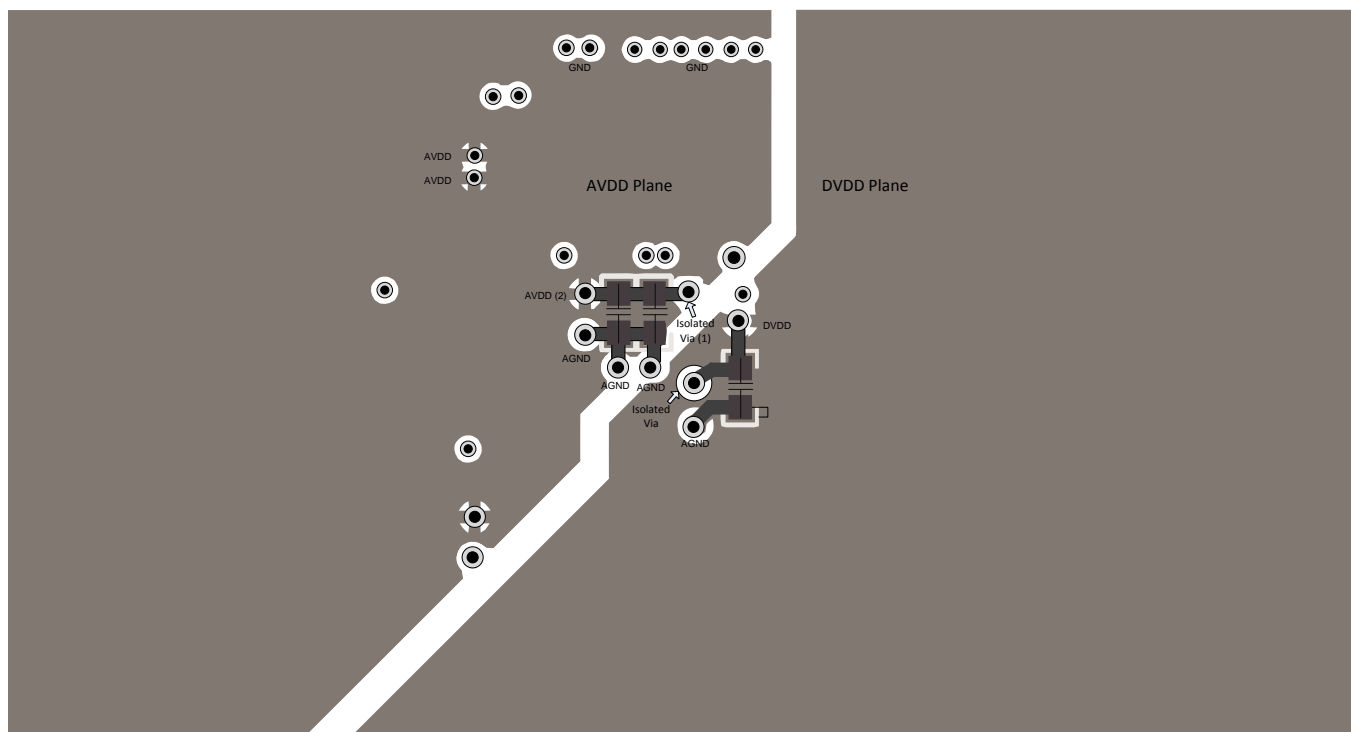 GND
GND
AVDD
AVDD
AVDD Plane
DVDD Plane
AVDD (2)
Isolated
Via (1)
DVDD
AGND
AGND
AGND
Isolated
Via
AGND